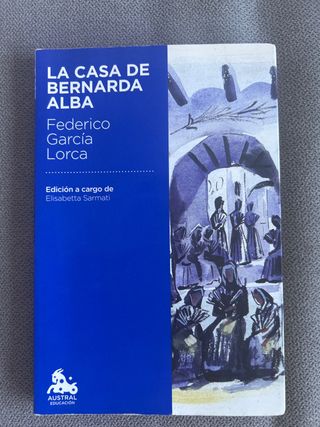 LA CASA DE
BERNARDA
ALBA
Federico
García
Lorca
Edición a cargo de
Elisabetta Sarmati
AUSTRAL
EDUCACIÓN